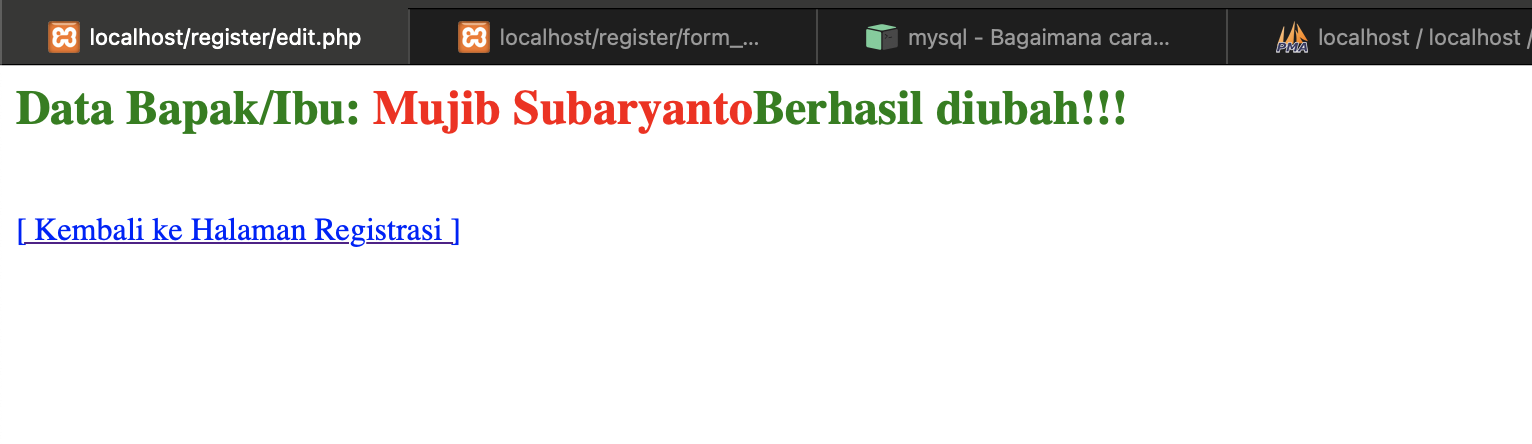 localhost/register/edit.php localhost/register/form_... mysql - Bagaimana cara... PMA localhost / localhost /
Data Bapak/Ibu: Mujib SubaryantoBerhasil diubah!!!
[ Kembali ke Halaman Registrasi ]